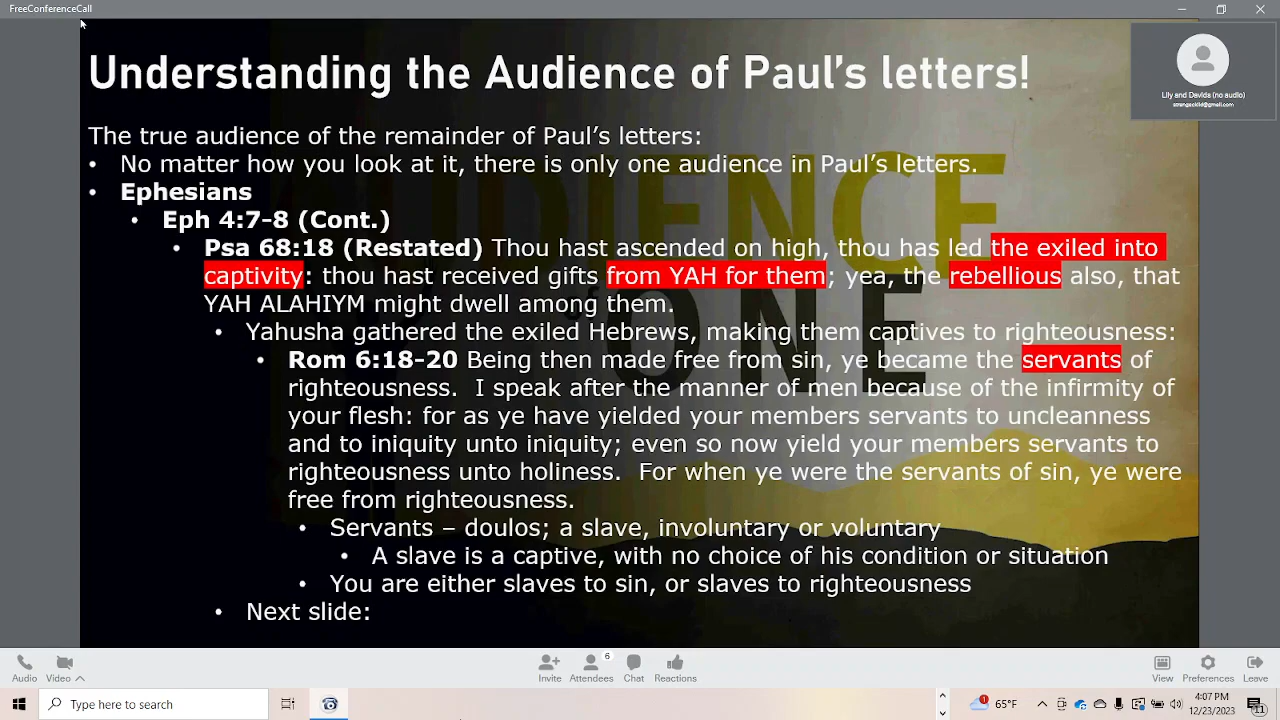 FreeConferenceCall
Understanding the Audience of Paul's letters!
Lily and Davids (no audio)
The true audience of the remainder of Paul's letters:
• No matter how you look at it, there is only one audience in Paul's letters.
• Ephesians
• Eph 4:7-8 (Cont.)
• Psa 68:18 (Restated) Thou hast ascended on high, thou has led the exiled into
captivity: thou hast received gifts from YAH for them; yea, the rebellious also, that
YAH ALAHIYM might dwell among them.
• Yahusha gathered the exiled Hebrews, making them captives to righteousness:
• Rom 6:18-20 Being then made free from sin, ye became the servants of
righteousness. I speak after the manner of men because of the infirmity of
your flesh: for as ye have yielded your members servants to uncleanness
and to iniquity unto iniquity; even so now yield your members servants to
righteousness unto holiness. For when ye were the servants of sin, ye were
free from righteousness.
• Servants – doulos; a slave, involuntary or voluntary
• A slave is a captive, with no choice of his condition or situation
• You are either slaves to sin, or slaves to righteousness
• Next slide:
AUDIENCE
of ONE
6
Audio Video Invite Attendees Chat Reactions View Preferences Leave
Type here to search
1 65°F 4:07 PM
12/23/2023 11